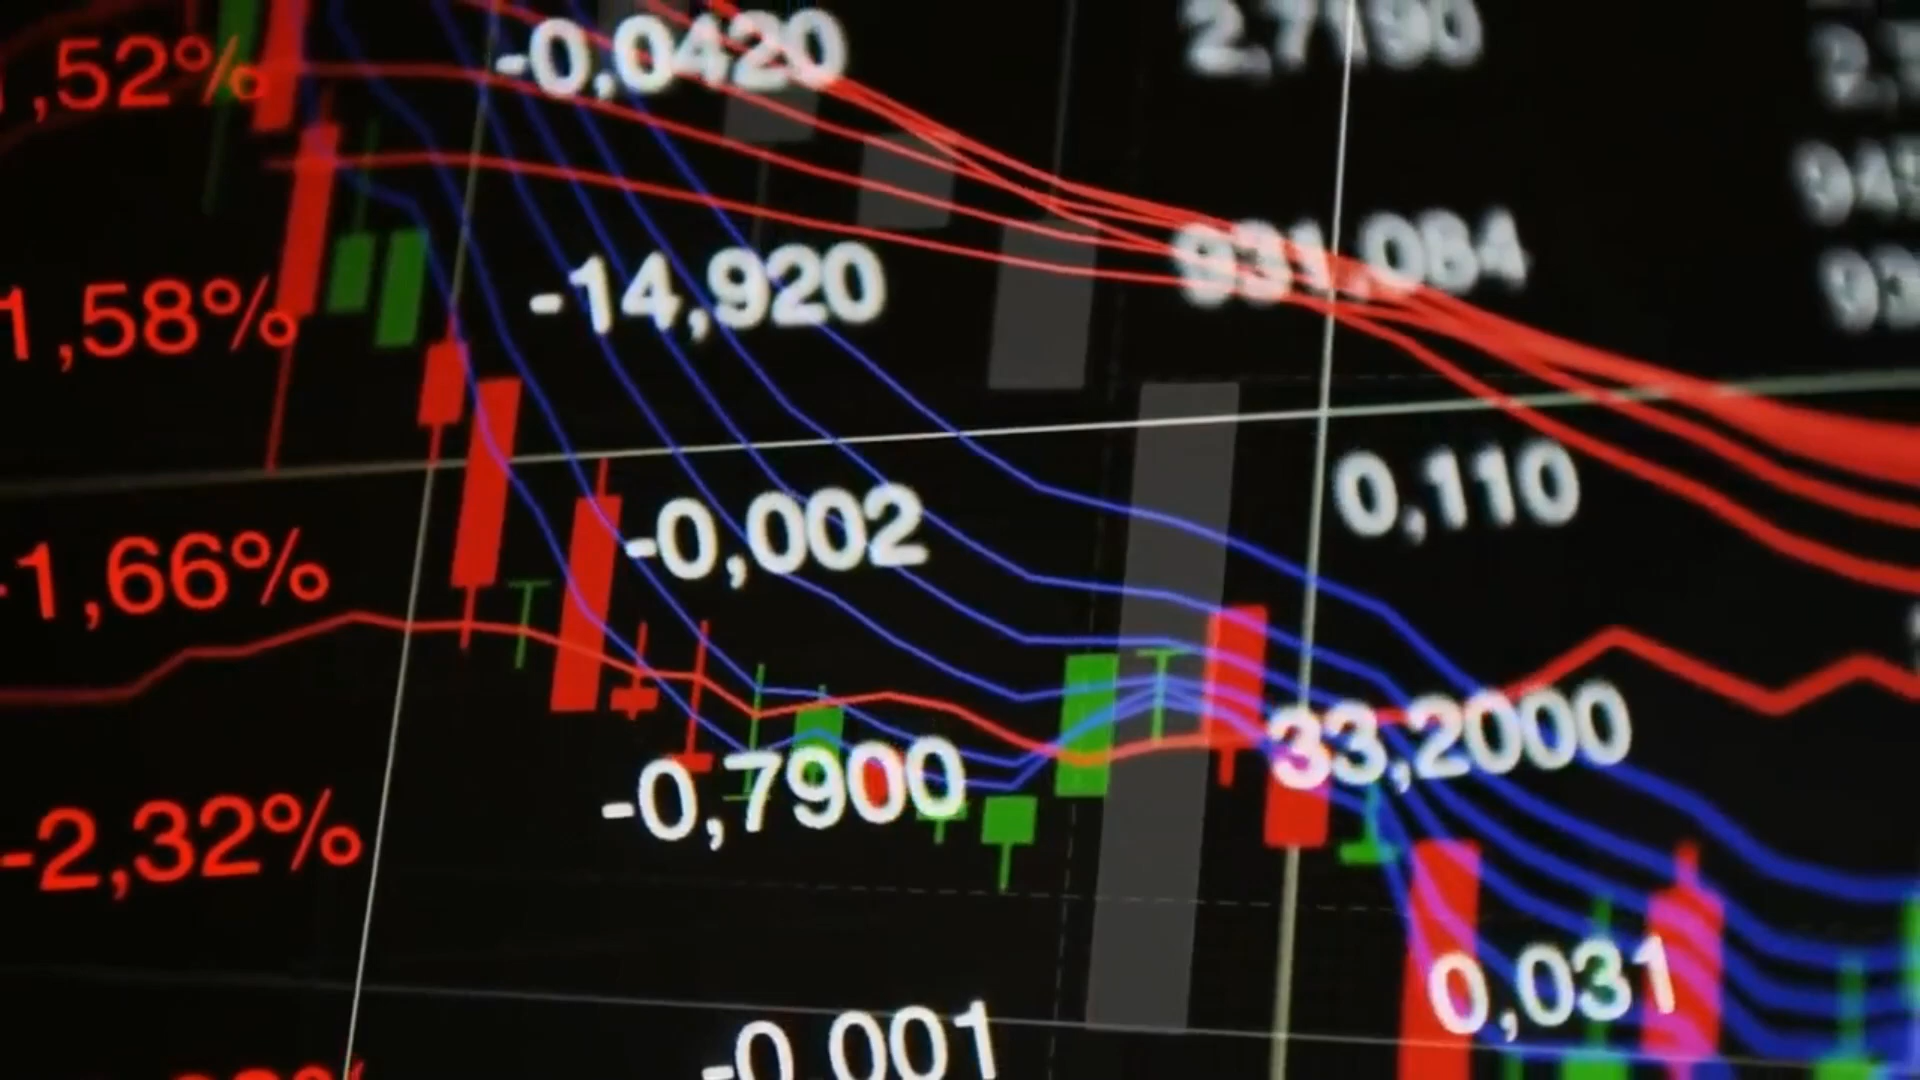 ,52% -0,0420 2,7190
1,58% -14,920 931,084
-1,66% -0,002 0,110
-2,32% -0,7900 33,2000
-0,001 0,031